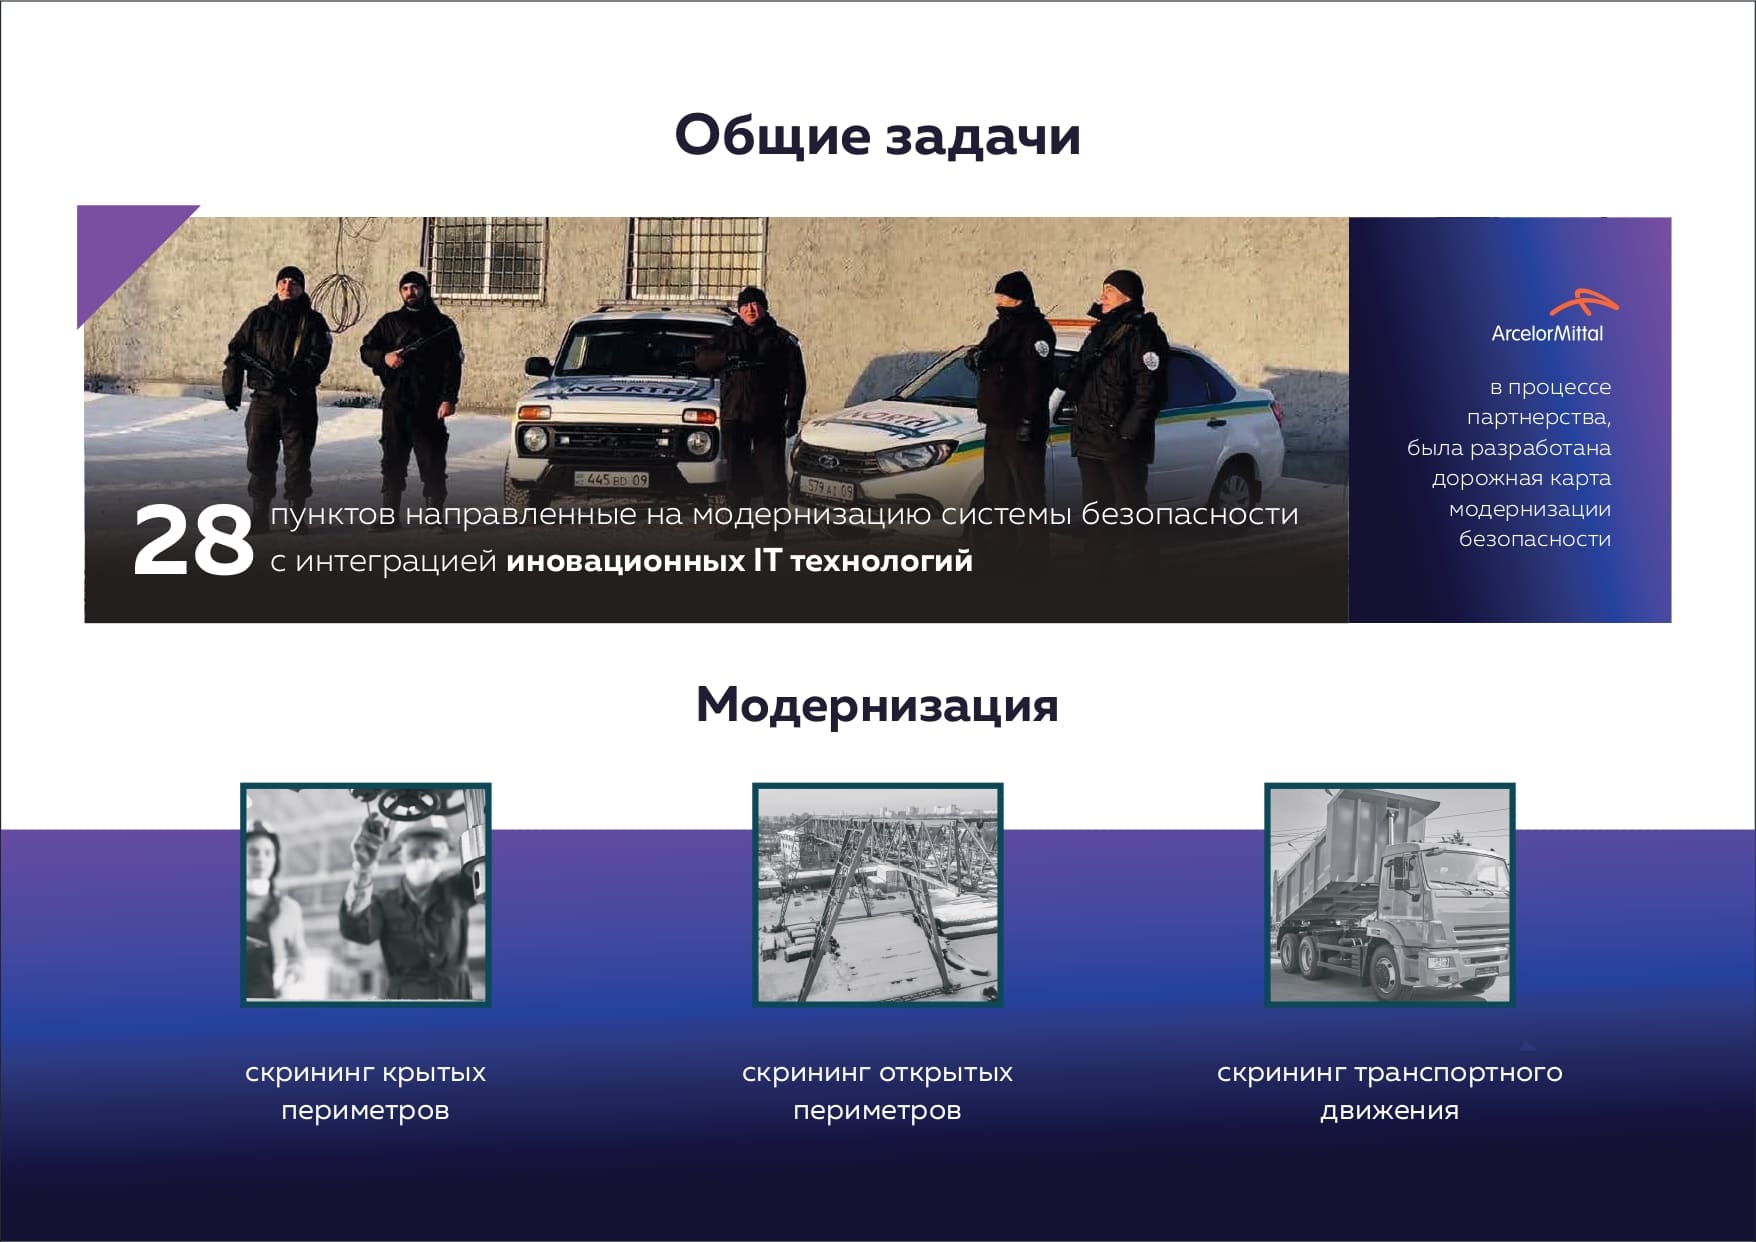 Общие задачи
NORTH
NORTH
445 BD 09
579 AI 09
28
пунктов направленные на модернизацию системы безопасности
с интеграцией иновационных IT технологий
ArcelorMittal
в процессе
партнерства,
была разработана
дорожная карта
модернизации
безопасности
Модернизация
скрининг крытых
периметров
скрининг открытых
периметров
скрининг транспортного
движения